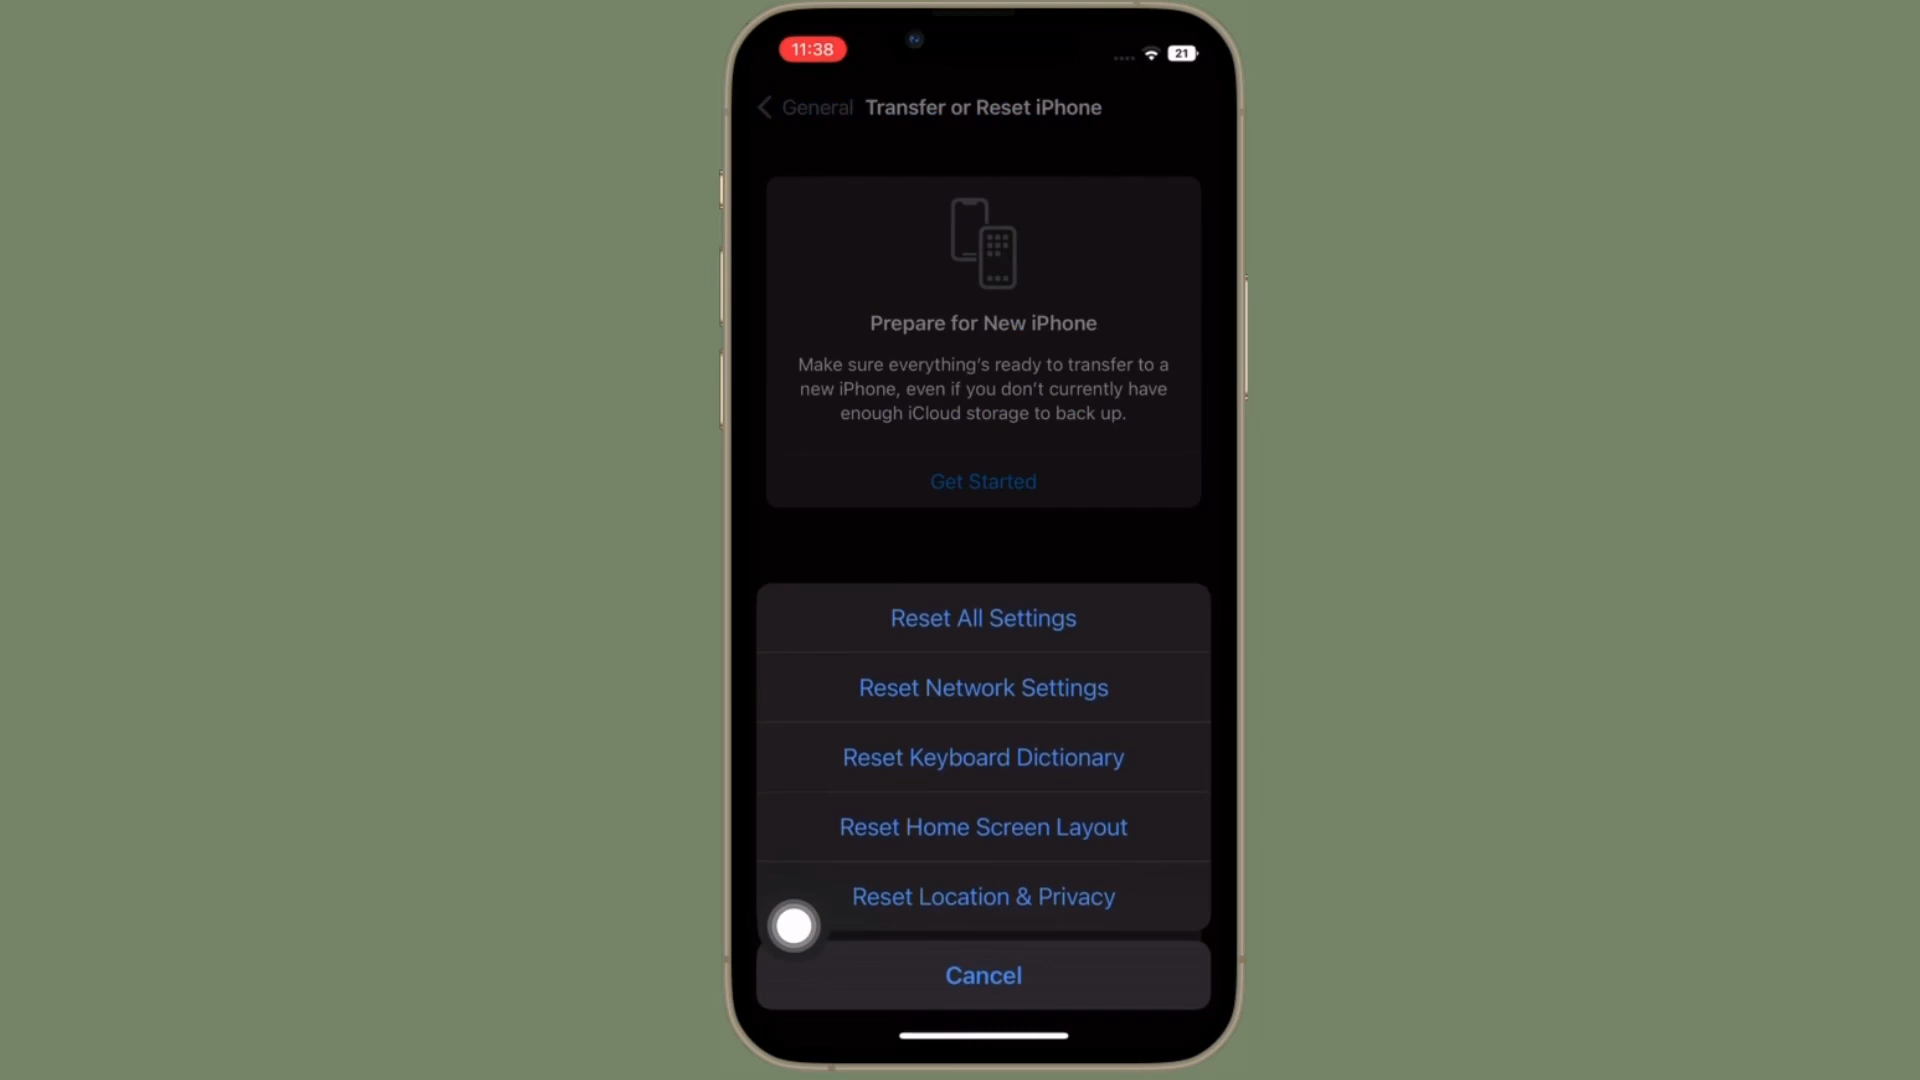 11:38
21
General Transfer or Reset iPhone
Prepare for New iPhone
Make sure everything's ready to transfer to a
new iPhone, even if you don't currently have
enough iCloud storage to back up.
Get Started
Reset All Settings
Reset Network Settings
Reset Keyboard Dictionary
Reset Home Screen Layout
Reset Location & Privacy
Cancel